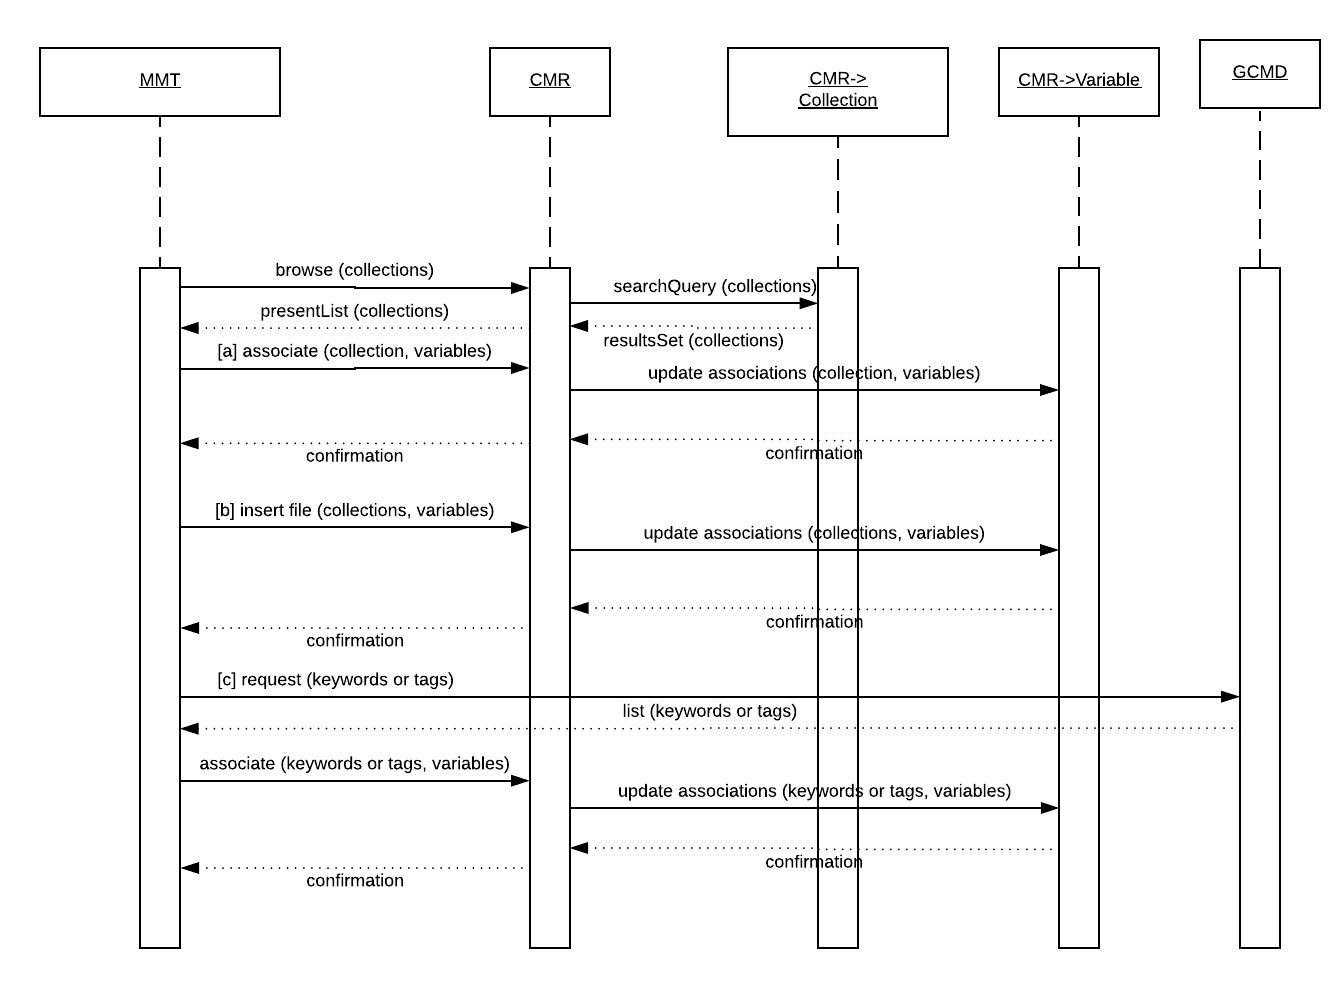 MMT
CMR
CMR->
Collection
CMR->Variable
GCMD
browse (collections)
searchQuery (collections)
presentList (collections)
resultsSet (collections)
[a] associate (collection, variables)
update associations (collection, variables)
confirmation
confirmation
[b] insert file (collections, variables)
update associations (collections, variables)
confirmation
confirmation
[c] request (keywords or tags)
list (keywords or tags)
associate (keywords or tags, variables)
update associations (keywords or tags, variables)
confirmation
confirmation